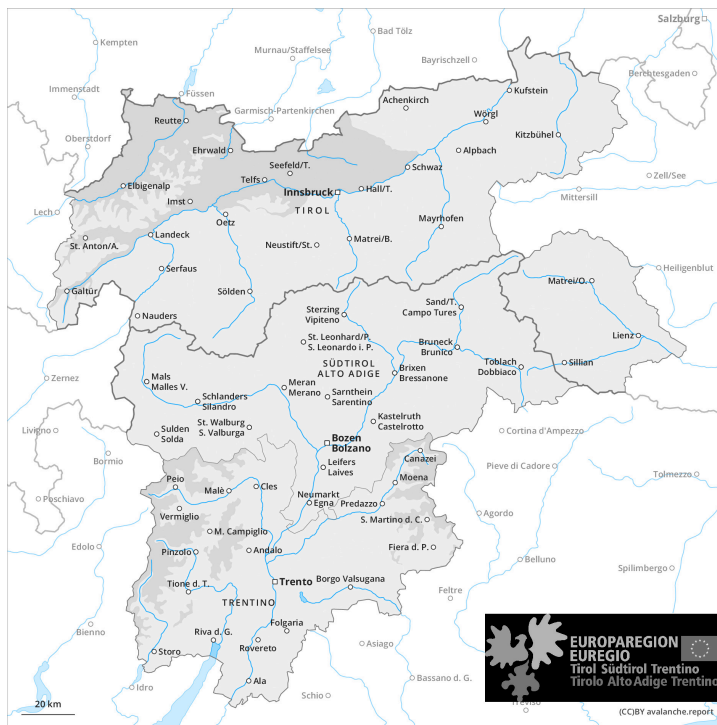 Salzburg
Kempten
Bad Tölz
Murnau/Staffelsee
Bayrischzell
Berchtesgaden
Immenstadt
Füssen
Garmisch-Partenkirchen
Achenkirch
Kufstein
Reutte
Wörgl
Oberstdorf
Ehrwald
Kitzbühel
Alpbach
Seefeld/T.
Schwaz
Telfs
Zell/See
Elbigenalp
Innsbruck
Hall/T.
Mittersill
Imst
TIROL
Lech
Oetz
Mayrhofen
St. Anton/A.
Landeck
Neustift/St.
Matrei/B.
Serfaus
Heiligenblut
Galtür
Sölden
Matrei/O.
Nauders
Sterzing
Vipiteno
Sand/T.
Campo Tures
Lienz
St. Leonhard/P.
S. Leonardo i. P.
Bruneck
Brunico
SÜDTIROL
ALTO ADIGE
Toblach
Dobbiaco
Sillian
Brixen
Bressanone
Zernez
Mals
Malles V.
Meran
Merano
Schlanders
Silandro
Sarnthein
Sarentino
St. Walburg
S. Valburga
Kastelruth
Castelrotto
Livigno
Sulden
Solda
Bozen
Bolzano
Cortina d'Ampezzo
Bormio
Canazei
Leifers
Laives
Pieve di Cadore
Tolmezzo
Peio
Moena
Poschiavo
Malè
Cles
Neumarkt
Egna
Predazzo
Vermiglio
S. Martino d. C.
Agordo
M. Campiglio
Edolo
Pinzolo
Andalo
Fiera d. P.
Belluno
Spilimbergo
Tione d. T.
Trento
Borgo Valsugana
Feltre
TRENTINO
Bienno
Riva d. G.
Folgaria
Rovereto
Asiago
Storo
Idro
Ala
Schio
Bassano d. G.
Treviso
EUROPAREGION
EUREGIO
Tirol Südtirol Trentino
Tirolo Alto Adige Trentino
20 km
(CC)BY avalanche.report